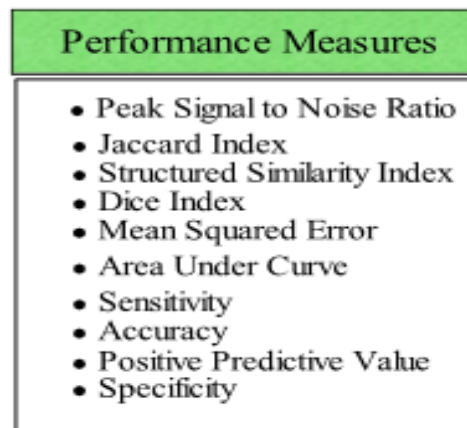 Performance Measures
• Peak Signal to Noise Ratio
• Jaccard Index
• Structured Similarity Index
• Dice Index
• Mean Squared Error
• Area Under Curve
• Sensitivity
• Accuracy
• Positive Predictive Value
• Specificity